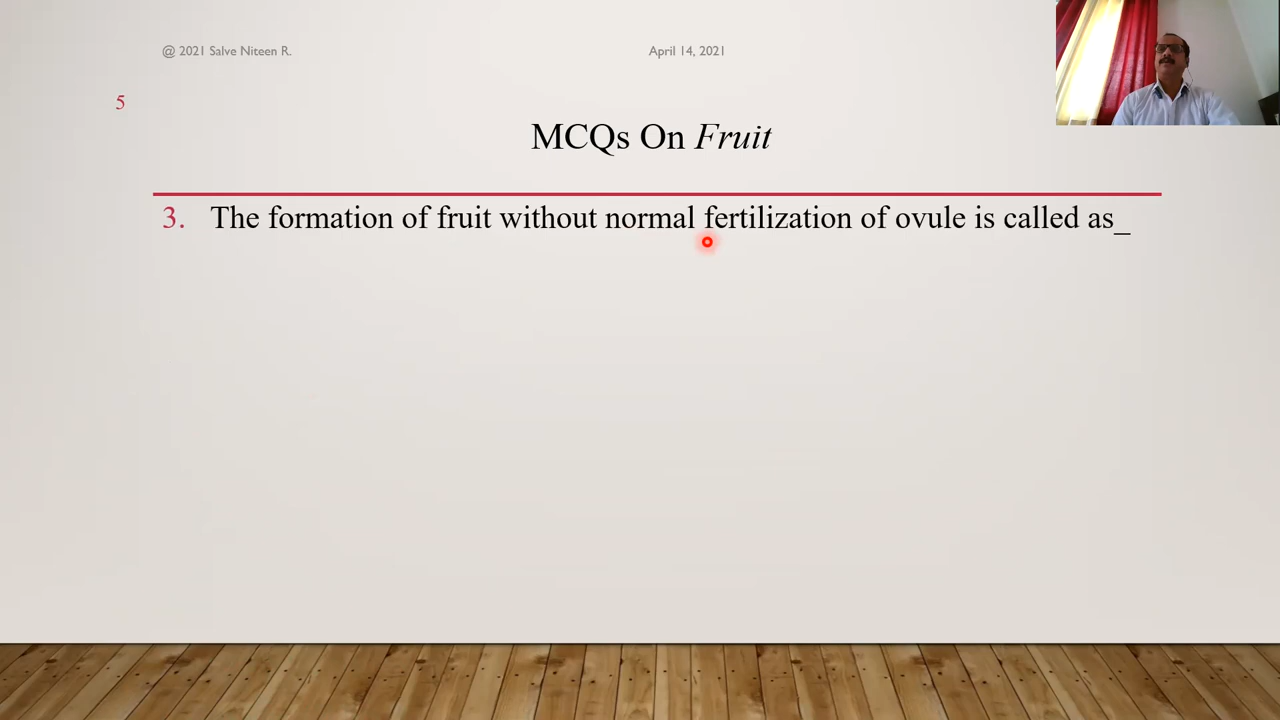 @ 2021 Salve Niteen R.
April 14, 2021
5
MCQs On Fruit
3. The formation of fruit without normal fertilization of ovule is called as_